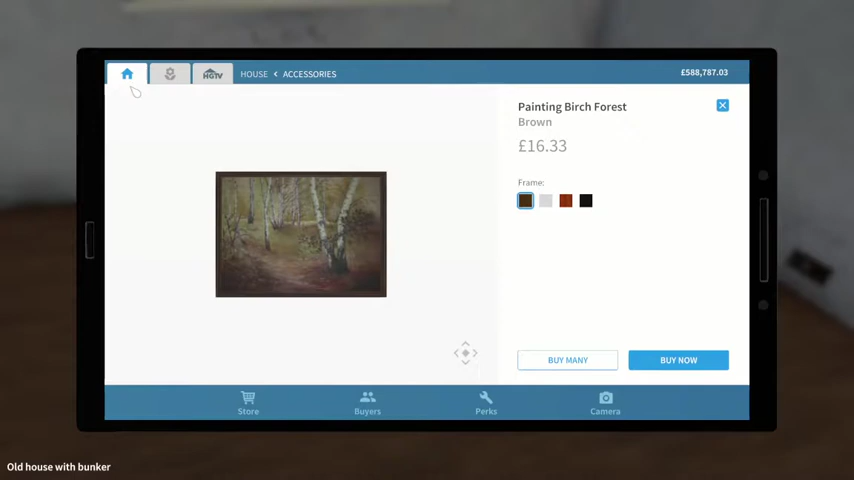 HGTV
HOUSE < ACCESSORIES
£588,787.03
Painting Birch Forest
Brown
£16.33
Frame:
BUY MANY
BUY NOW
Store
Buyers
Perks
Camera
Old house with bunker